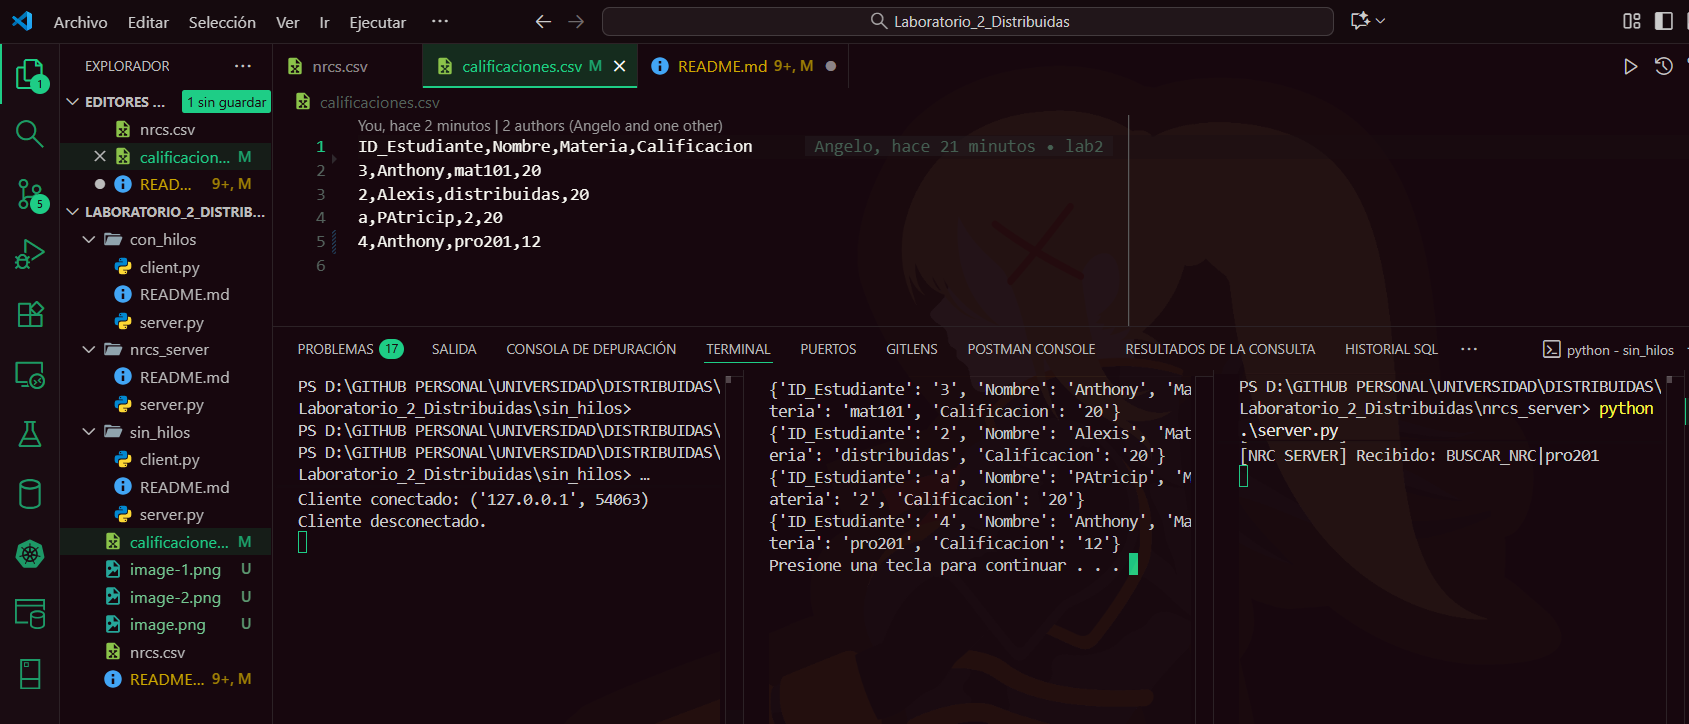 Archivo Editar Selección Ver Ir Ejecutar ···
Laboratorio_2_Distribuidas
EXPLORADOR ···
EDITORES ... 1 sin guardar
nrcs.csv
calificacion... M
READ... 9+, M
LABORATORIO_2_DISTRIB...
con_hilos
client.py
README.md
server.py
nrcs_server
README.md
server.py
sin_hilos
client.py
README.md
server.py
calificacione... M
image-1.png U
image-2.png U
image.png U
nrcs.csv
README... 9+, M
1
5
nrcs.csv
calificaciones.csv M
README.md 9+, M
calificaciones.csv
You, hace 2 minutos | 2 authors (Angelo and one other)
1 ID_Estudiante,Nombre,Materia,Calificacion Angelo, hace 21 minutos • lab2
2 3,Anthony,mat101,20
3 2,Alexis,distribuidas,20
4 a,PAtricip,2,20
5 4,Anthony,pro201,12
6
PROBLEMAS 17 SALIDA CONSOLA DE DEPURACIÓN TERMINAL PUERTOS GITLENS POSTMAN CONSOLE RESULTADOS DE LA CONSULTA HISTORIAL SQL ··· python - sin_hilos
PS D:\GITHUB PERSONAL\UNIVERSIDAD\DISTRIBUIDAS\
Laboratorio_2_Distribuidas\sin_hilos>
PS D:\GITHUB PERSONAL\UNIVERSIDAD\DISTRIBUIDAS\
PS D:\GITHUB PERSONAL\UNIVERSIDAD\DISTRIBUIDAS\
Laboratorio_2_Distribuidas\sin_hilos> …
Cliente conectado: ('127.0.0.1', 54063)
Cliente desconectado.
{'ID_Estudiante': '3', 'Nombre': 'Anthony', 'Ma
teria': 'mat101', 'Calificacion': '20'}
{'ID_Estudiante': '2', 'Nombre': 'Alexis', 'Mat
eria': 'distribuidas', 'Calificacion': '20'}
{'ID_Estudiante': 'a', 'Nombre': 'PAtricip', 'M
ateria': '2', 'Calificacion': '20'}
{'ID_Estudiante': '4', 'Nombre': 'Anthony', 'Ma
teria': 'pro201', 'Calificacion': '12'}
Presione una tecla para continuar . . .
PS D:\GITHUB PERSONAL\UNIVERSIDAD\DISTRIBUIDAS\
Laboratorio_2_Distribuidas\nrcs_server> python
.\server.py
[NRC SERVER] Recibido: BUSCAR_NRC|pro201